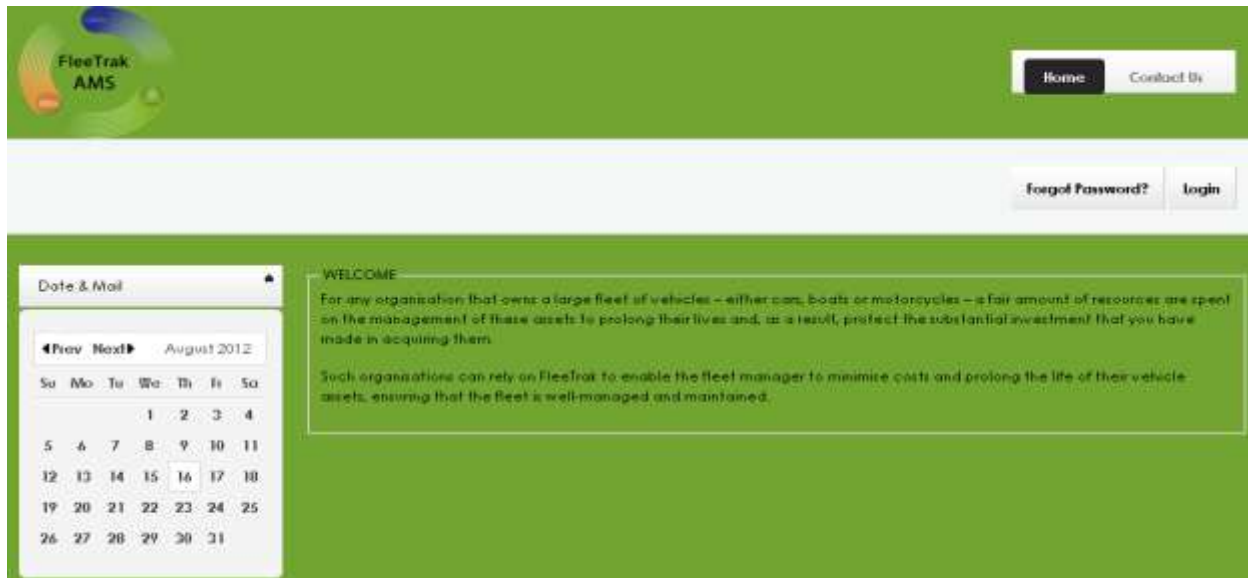 FleeTrak
AMS
Home Contact Us
Forgot Password? Login
Date & Mail
Prev Next August 2012
Su Mo Tu We Th Fr Sa
1 2 3 4
5 6 7 8 9 10 11
12 13 14 15 16 17 18
19 20 21 22 23 24 25
26 27 28 29 30 31
WELCOME
For any organisation that owns a large fleet of vehicles – either cars, boats or motorcycles – a fair amount of resources are spent
on the management of these assets to prolong their lives and, as a result, protect the substantial investment that you have
made in acquiring them.
Such organisations can rely on FleeTrak to enable the fleet manager to minimise costs and prolong the life of their vehicle
assets, ensuring that the fleet is well-managed and maintained.